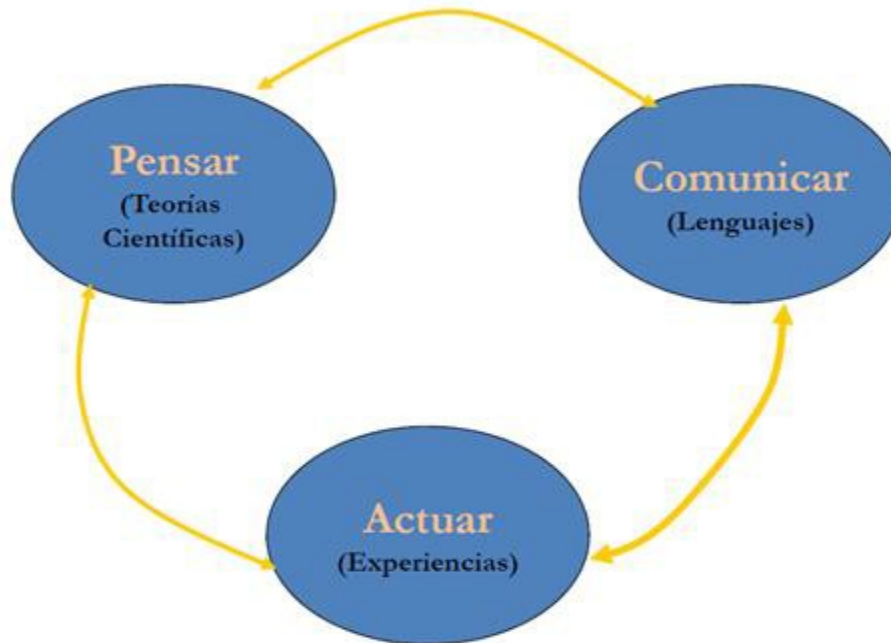 Pensar
(Teorías
Científicas)
Comunicar
(Lenguajes)
Actuar
(Experiencias)